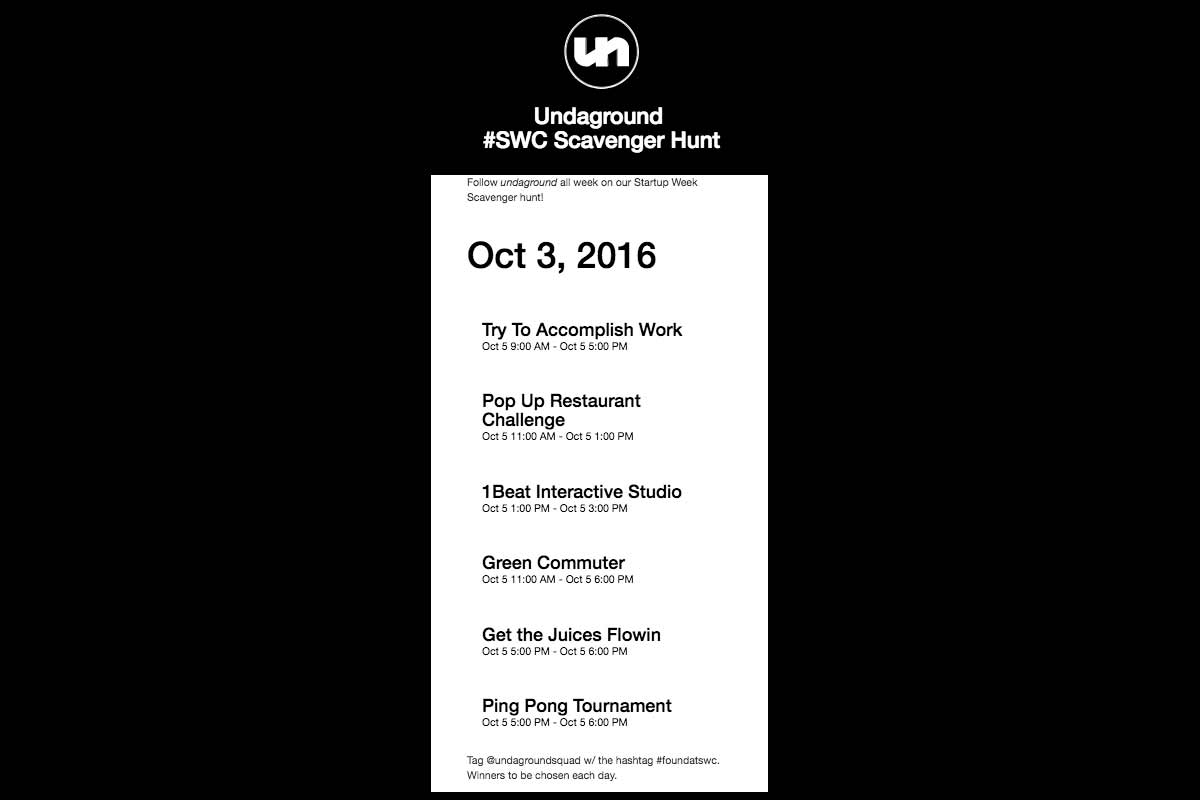 un
Undaground
#SWC Scavenger Hunt
Follow undaground all week on our Startup Week
Scavenger hunt!
Oct 3, 2016
Try To Accomplish Work
Oct 5 9:00 AM - Oct 5 5:00 PM
Pop Up Restaurant
Challenge
Oct 5 11:00 AM - Oct 5 1:00 PM
1Beat Interactive Studio
Oct 5 1:00 PM - Oct 5 3:00 PM
Green Commuter
Oct 5 11:00 AM - Oct 5 6:00 PM
Get the Juices Flowin
Oct 5 5:00 PM - Oct 5 6:00 PM
Ping Pong Tournament
Oct 5 5:00 PM - Oct 5 6:00 PM
Tag @undagroundsquad w/ the hashtag #foundatswc.
Winners to be chosen each day.